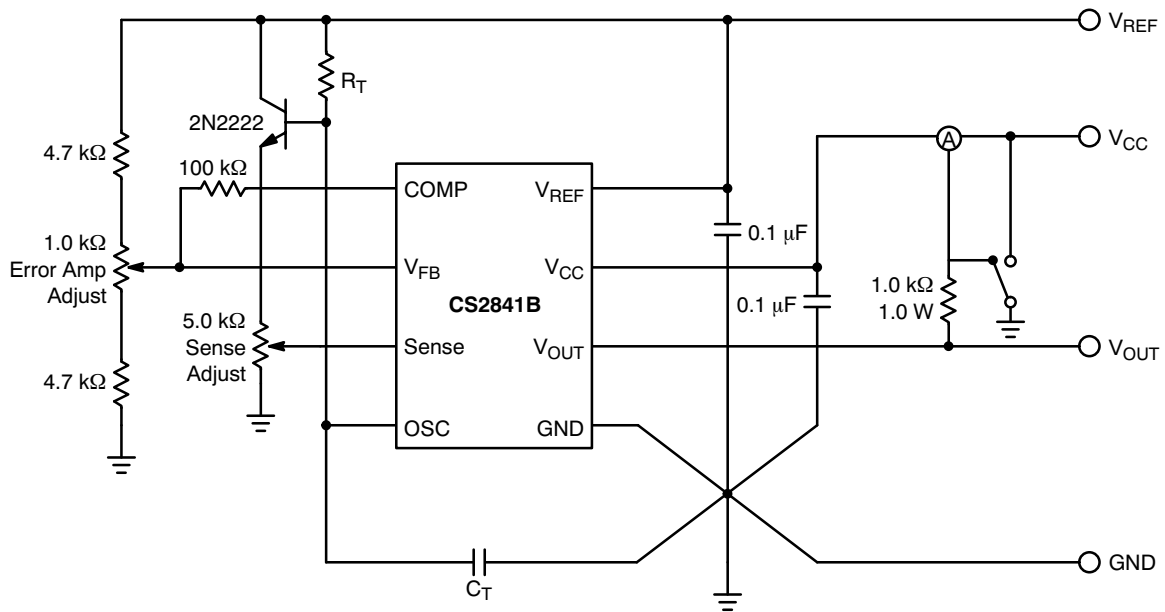 V_REF
R_T
2N2222
4.7 kΩ
100 kΩ
COMP
V_REF
A
V_CC
0.1 µF
1.0 kΩ
Error Amp
Adjust
V_FB
V_CC
CS2841B
0.1 µF
1.0 kΩ
1.0 W
5.0 kΩ
Sense
Adjust
Sense
V_OUT
V_OUT
4.7 kΩ
OSC
GND
C_T
GND